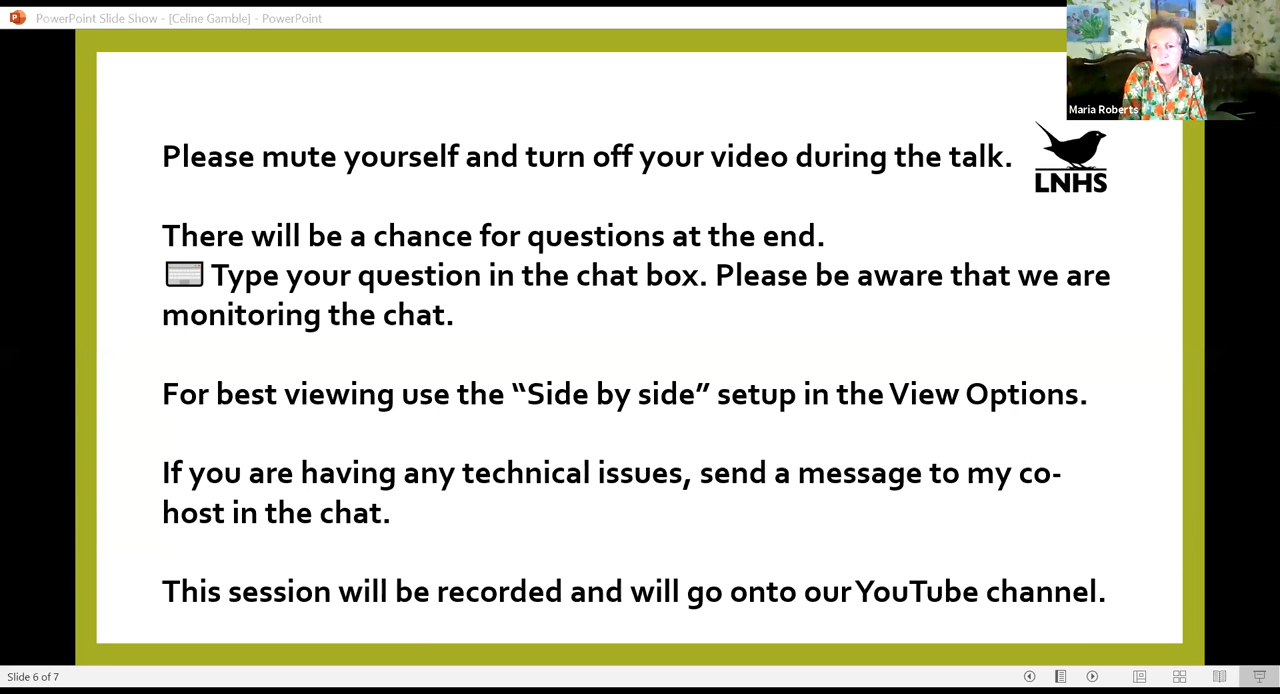 PowerPoint Slide Show - [Celine Gamble] - PowerPoint
Maria Roberts
LNHS
Please mute yourself and turn off your video during the talk.
There will be a chance for questions at the end.
Type your question in the chat box. Please be aware that we are
monitoring the chat.
For best viewing use the “Side by side” setup in the View Options.
If you are having any technical issues, send a message to my co-
host in the chat.
This session will be recorded and will go onto our YouTube channel.
Slide 6 of 7